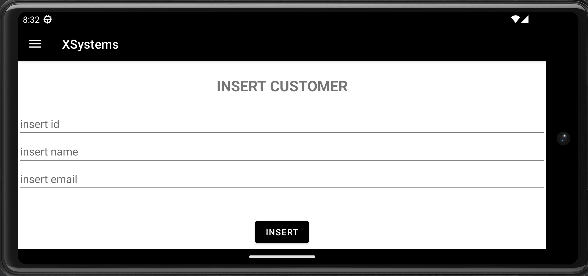 8:32
XSystems
INSERT CUSTOMER
insert id
insert name
insert email
INSERT